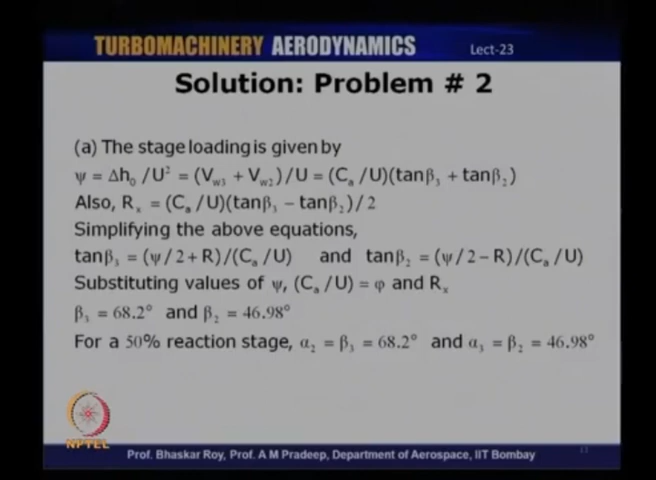 TURBOMACHINERY AERODYNAMICS Lect-23
Solution: Problem # 2
(a) The stage loading is given by
ψ = Δh₀ /U² = (V_w3 + V_w2)/U = (C_a /U)(tanβ₃ + tanβ₂)
Also, R_x = (C_a /U)(tanβ₃ − tanβ₂)/2
Simplifying the above equations,
tanβ₃ = (ψ/2+R)/(C_a /U) and tanβ₂ = (ψ/2−R)/(C_a /U)
Substituting values of ψ, (C_a /U) = φ and R_x
β₃ = 68.2° and β₂ = 46.98°
For a 50% reaction stage, α₂ = β₃ = 68.2° and α₃ = β₂ = 46.98°
NPTEL
Prof. Bhaskar Roy, Prof. A M Pradeep, Department of Aerospace, IIT Bombay